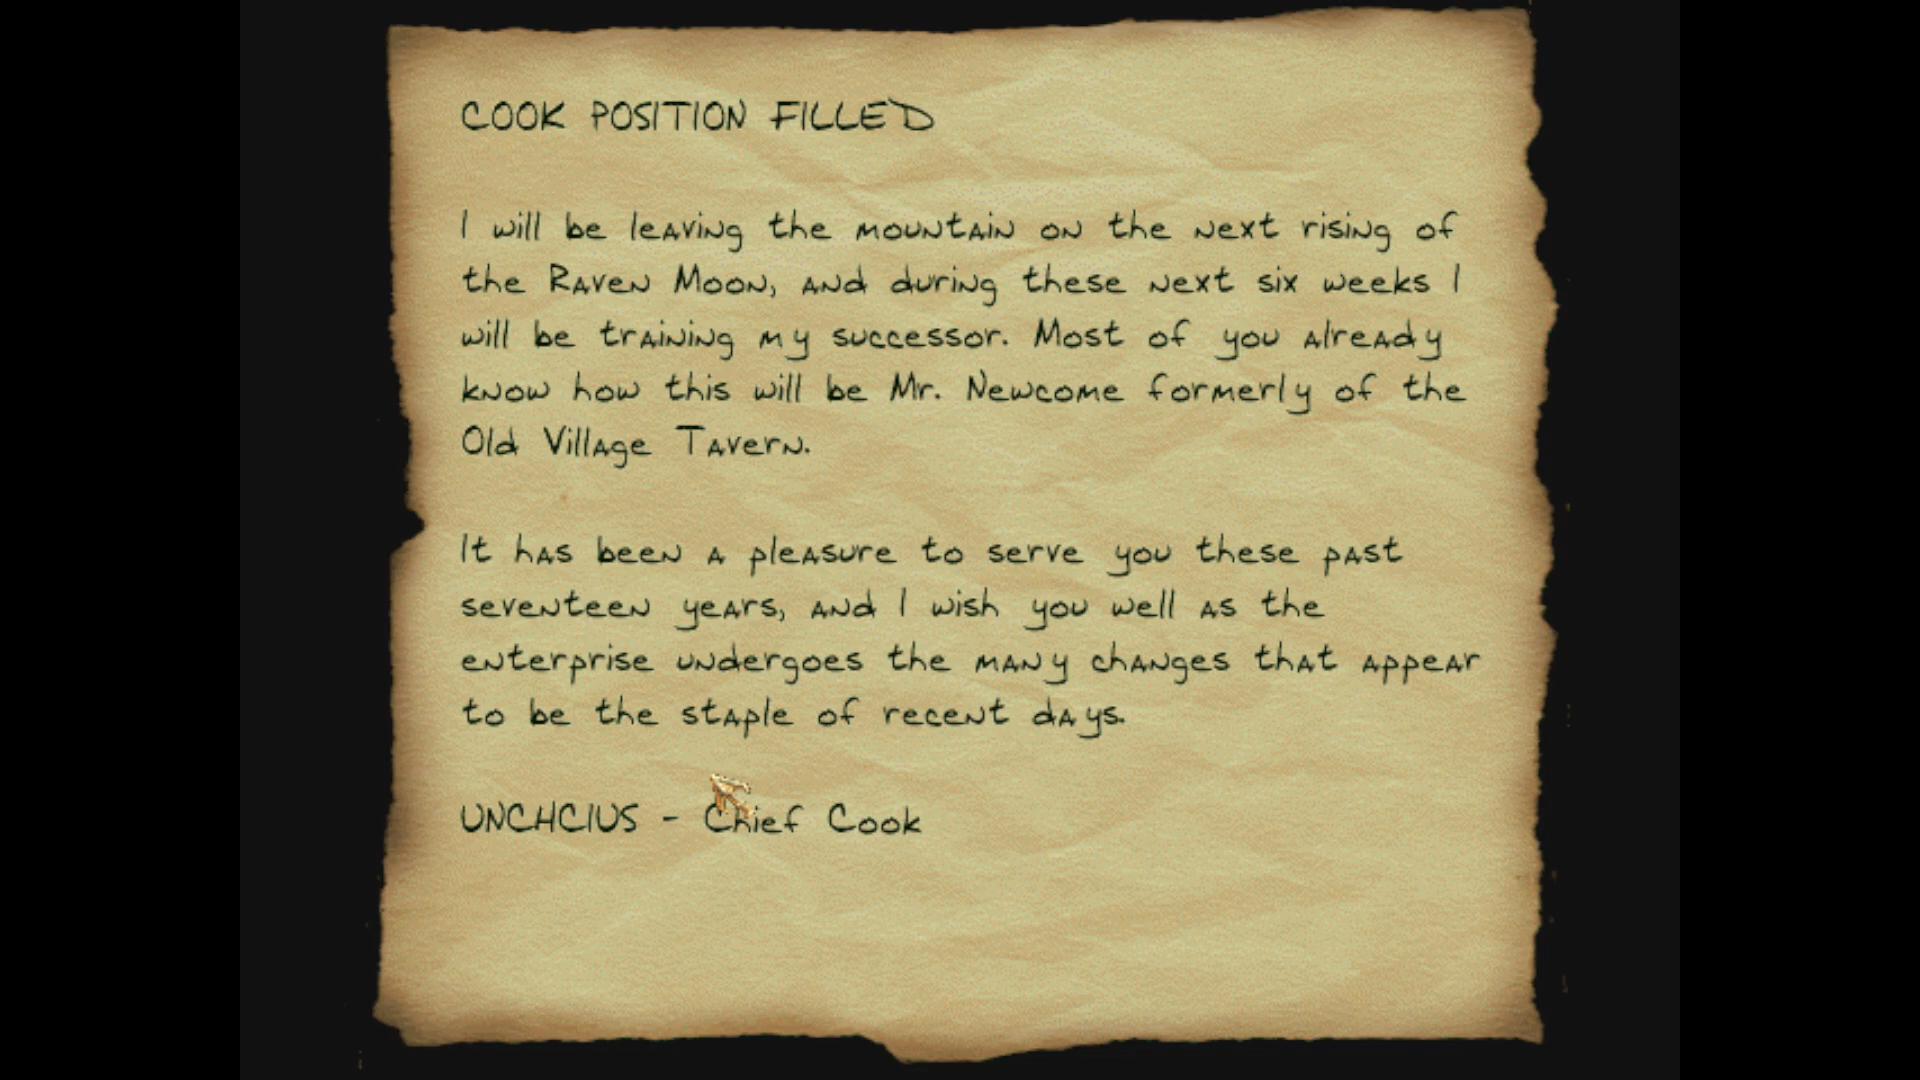 COOK POSITION FILLED
I will be leaving the mountain on the next rising of
the Raven Moon, and during these next six weeks I
will be training my successor. Most of you already
know how this will be Mr. Newcome formerly of the
Old Village Tavern.
It has been a pleasure to serve you these past
seventeen years, and I wish you well as the
enterprise undergoes the many changes that appear
to be the staple of recent days.
UNCHCIUS - Chief Cook